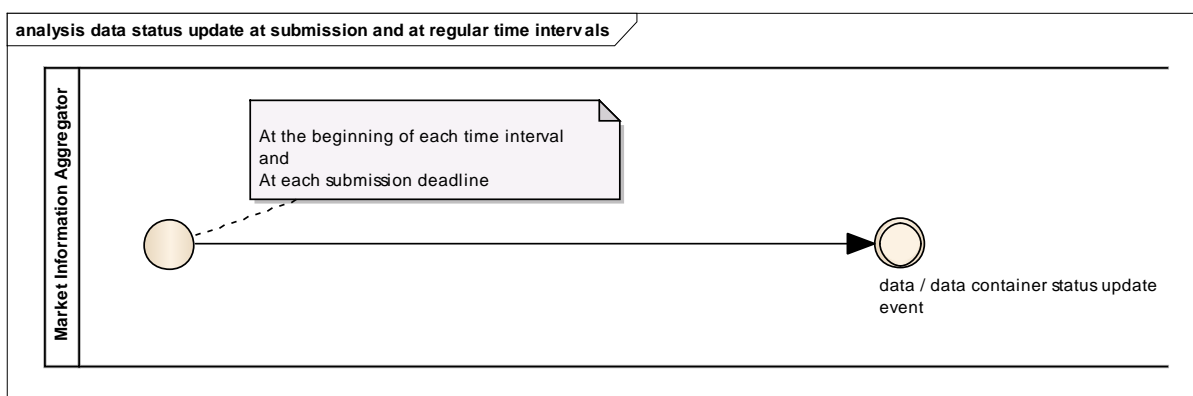 analysis data status update at submission and at regular time intervals
Market Information Aggregator
At the beginning of each time interval
and
At each submission deadline
data / data container status update
event